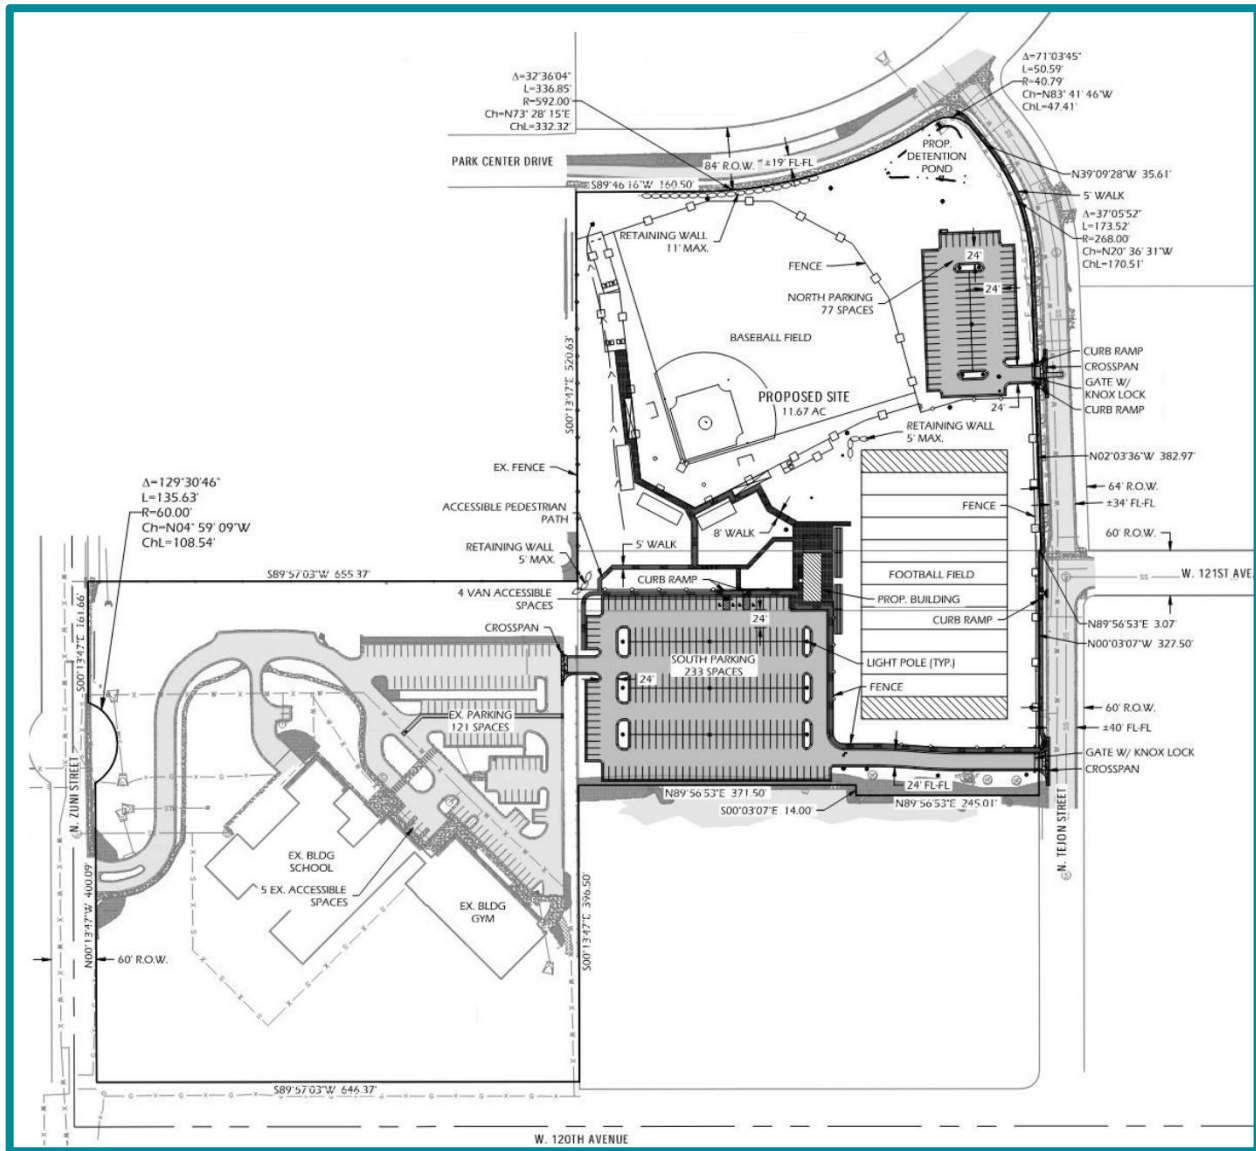 Δ=32°36'04"
L=336.85'
R=592.00'
Ch=N73° 28' 15"E
ChL=332.32'
Δ=71°03'45"
L=50.59'
R=40.79'
Ch=N83° 41' 46"W
ChL=47.41'
PARK CENTER DRIVE
84' R.O.W.
±19' FL-FL
PROP.
DETENTION
POND
N39°09'28"W 35.61'
S89°46'16"W 160.50'
5' WALK
Δ=37°05'52"
L=173.52'
R=268.00'
Ch=N20° 36' 31"W
ChL=170.51'
RETAINING WALL
11' MAX.
FENCE
24'
24'
NORTH PARKING
77 SPACES
BASEBALL FIELD
S00°13'47"E 520.63'
CURB RAMP
CROSSPAN
GATE W/
KNOX LOCK
CURB RAMP
PROPOSED SITE
11.67 AC
24'
RETAINING WALL
5' MAX.
N02°03'36"W 382.97'
EX. FENCE
64' R.O.W.
±34' FL-FL
FENCE
Δ=129°30'46"
L=135.63'
R=60.00'
Ch=N04° 59' 09"W
ChL=108.54'
ACCESSIBLE PEDESTRIAN
PATH
8' WALK
60' R.O.W.
RETAINING WALL
5' MAX.
5' WALK
W. 121ST AVE.
S89°57'03"W 655.37'
CURB RAMP
FOOTBALL FIELD
4 VAN ACCESSIBLE
SPACES
PROP. BUILDING
S00°13'47"E 161.66'
24'
CURB RAMP
N89°56'53"E 3.07'
CROSSPAN
N00°03'07"W 327.50'
SOUTH PARKING
233 SPACES
LIGHT POLE (TYP.)
24'
FENCE
EX. PARKING
121 SPACES
60' R.O.W.
±40' FL-FL
GATE W/ KNOX LOCK
CROSSPAN
N. ZUNI STREET
24' FL-FL
N89°56'53"E 371.50'
S00°03'07"E 14.00'
N89°56'53"E 245.01'
N. TEJON STREET
EX. BLDG
SCHOOL
5 EX. ACCESSIBLE
SPACES
EX. BLDG
GYM
N00°13'47"W 400.09'
S00°13'47"E 396.50'
60' R.O.W.
S89°57'03"W 646.37'
W. 120TH AVENUE